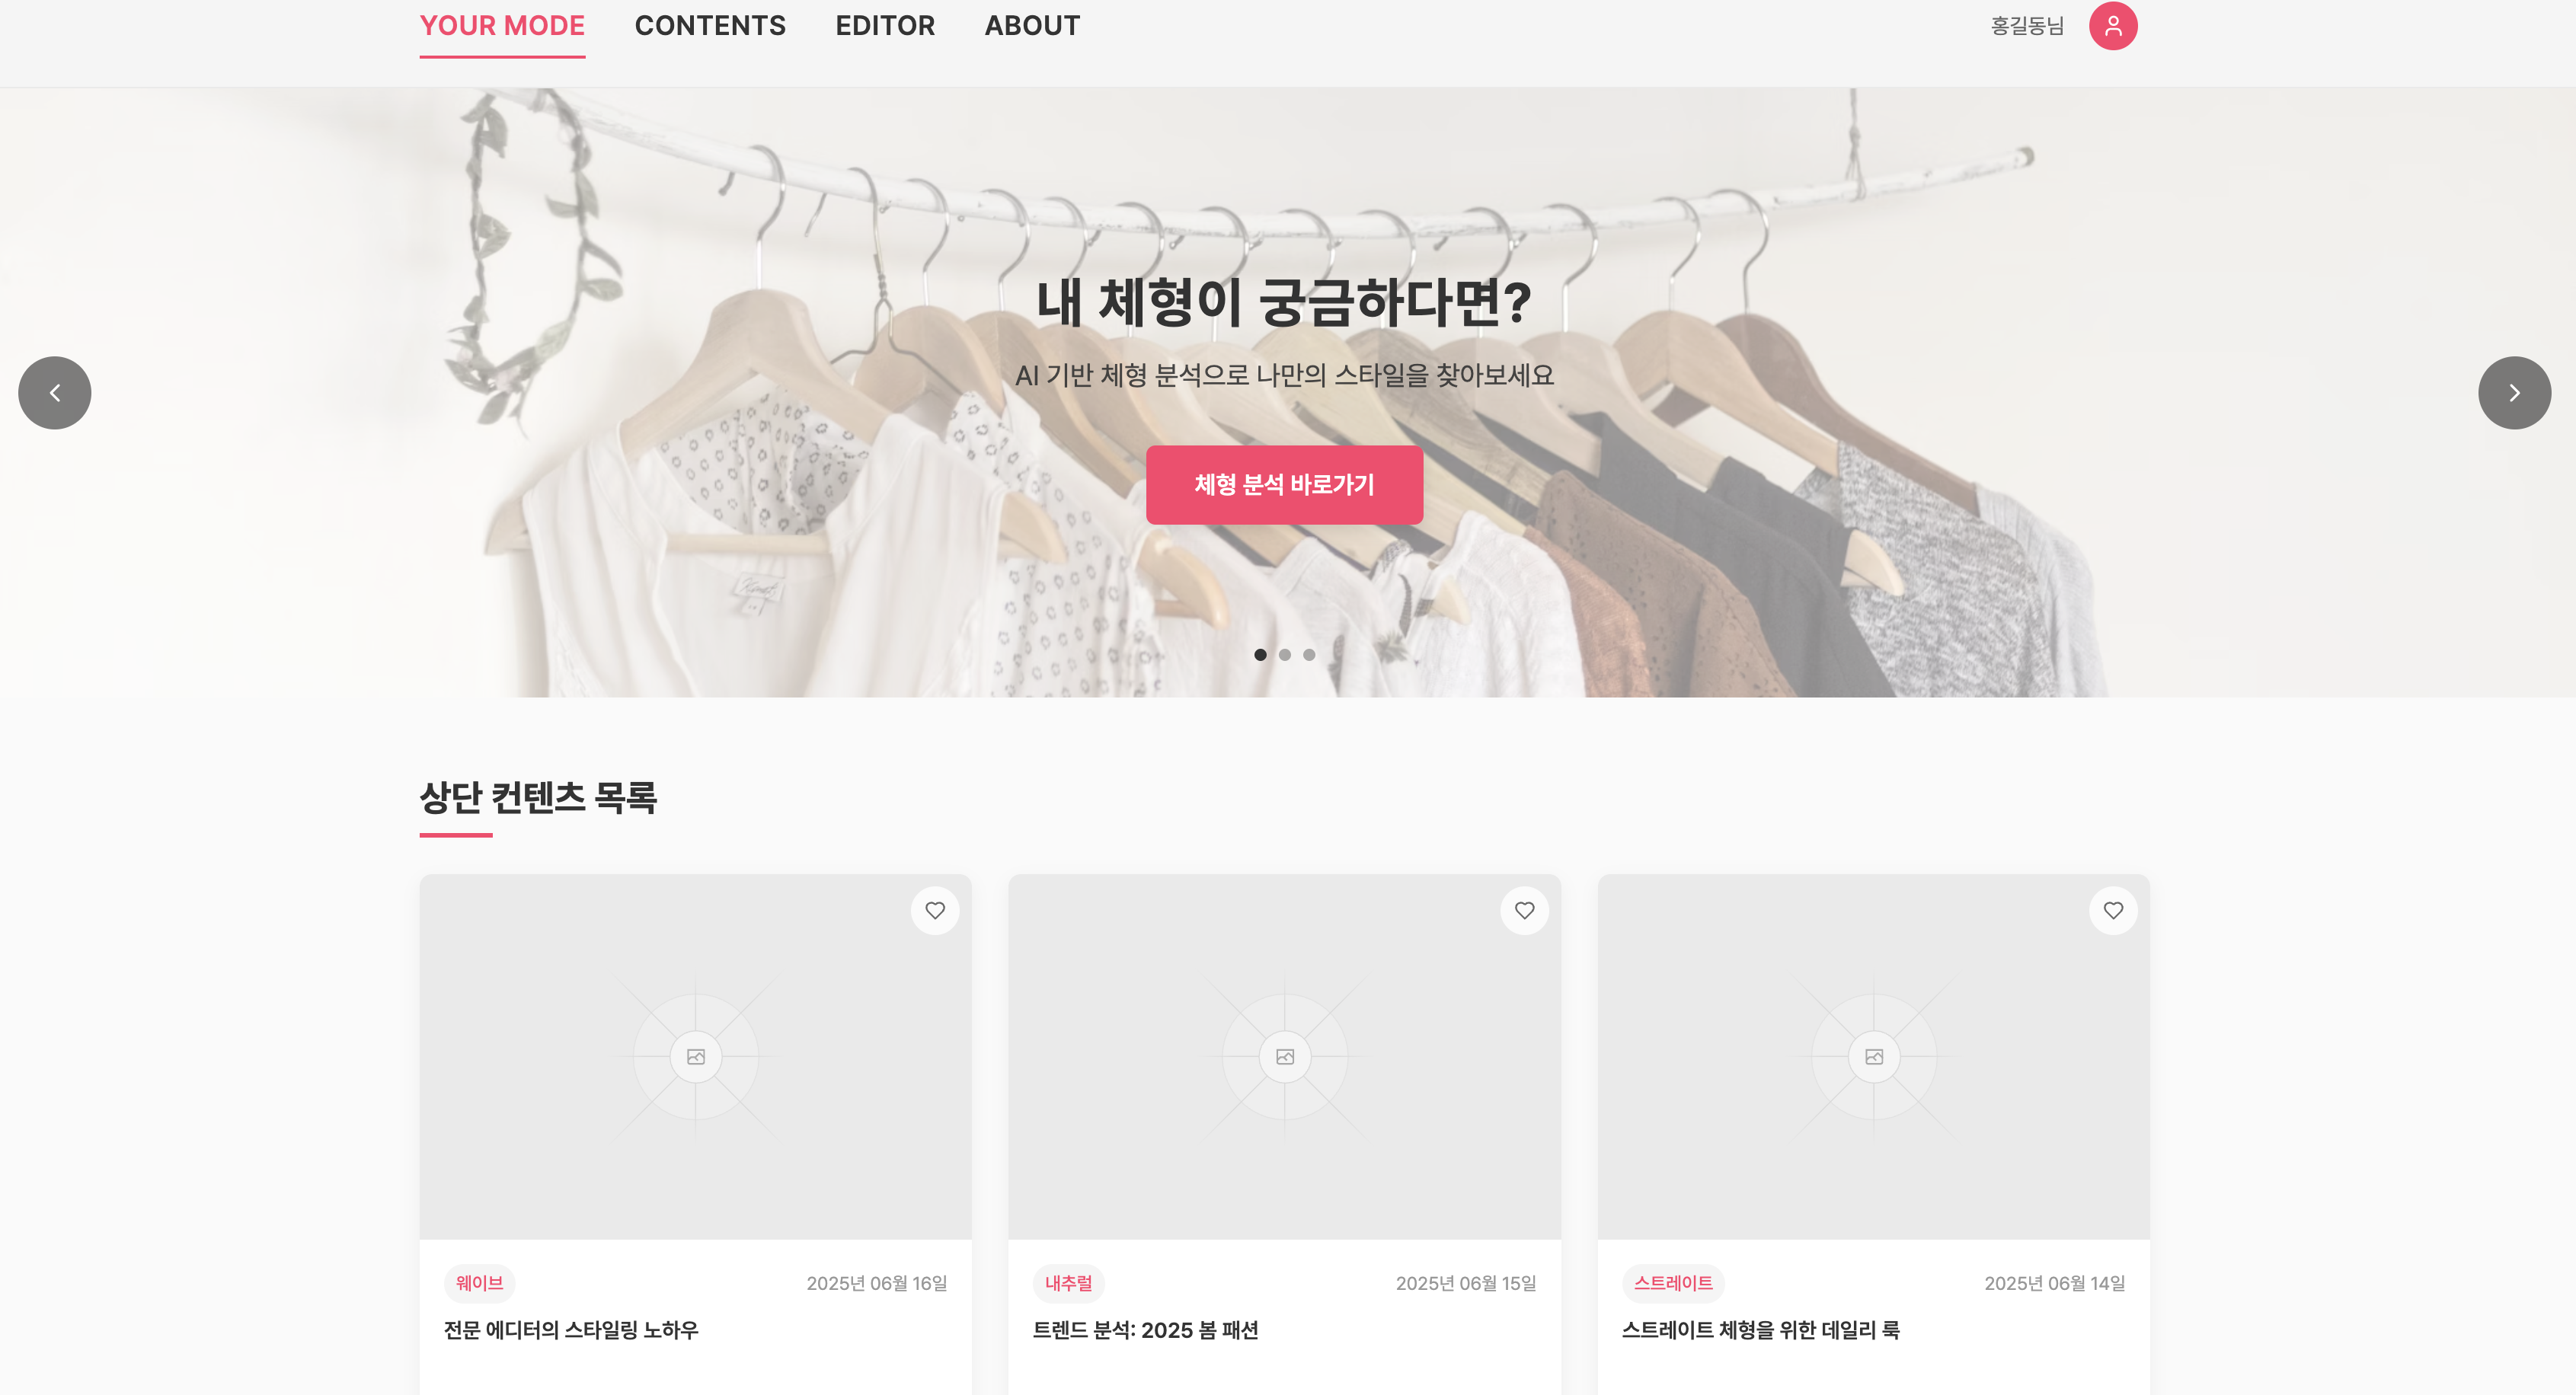 YOUR MODE CONTENTS EDITOR ABOUT 홍길동님
내 체형이 궁금하다면?
AI 기반 체형 분석으로 나만의 스타일을 찾아보세요
체형 분석 바로가기
상단 컨텐츠 목록
웨이브 2025년 06월 16일
전문 에디터의 스타일링 노하우
내추럴 2025년 06월 15일
트렌드 분석: 2025 봄 패션
스트레이트 2025년 06월 14일
스트레이트 체형을 위한 데일리 룩